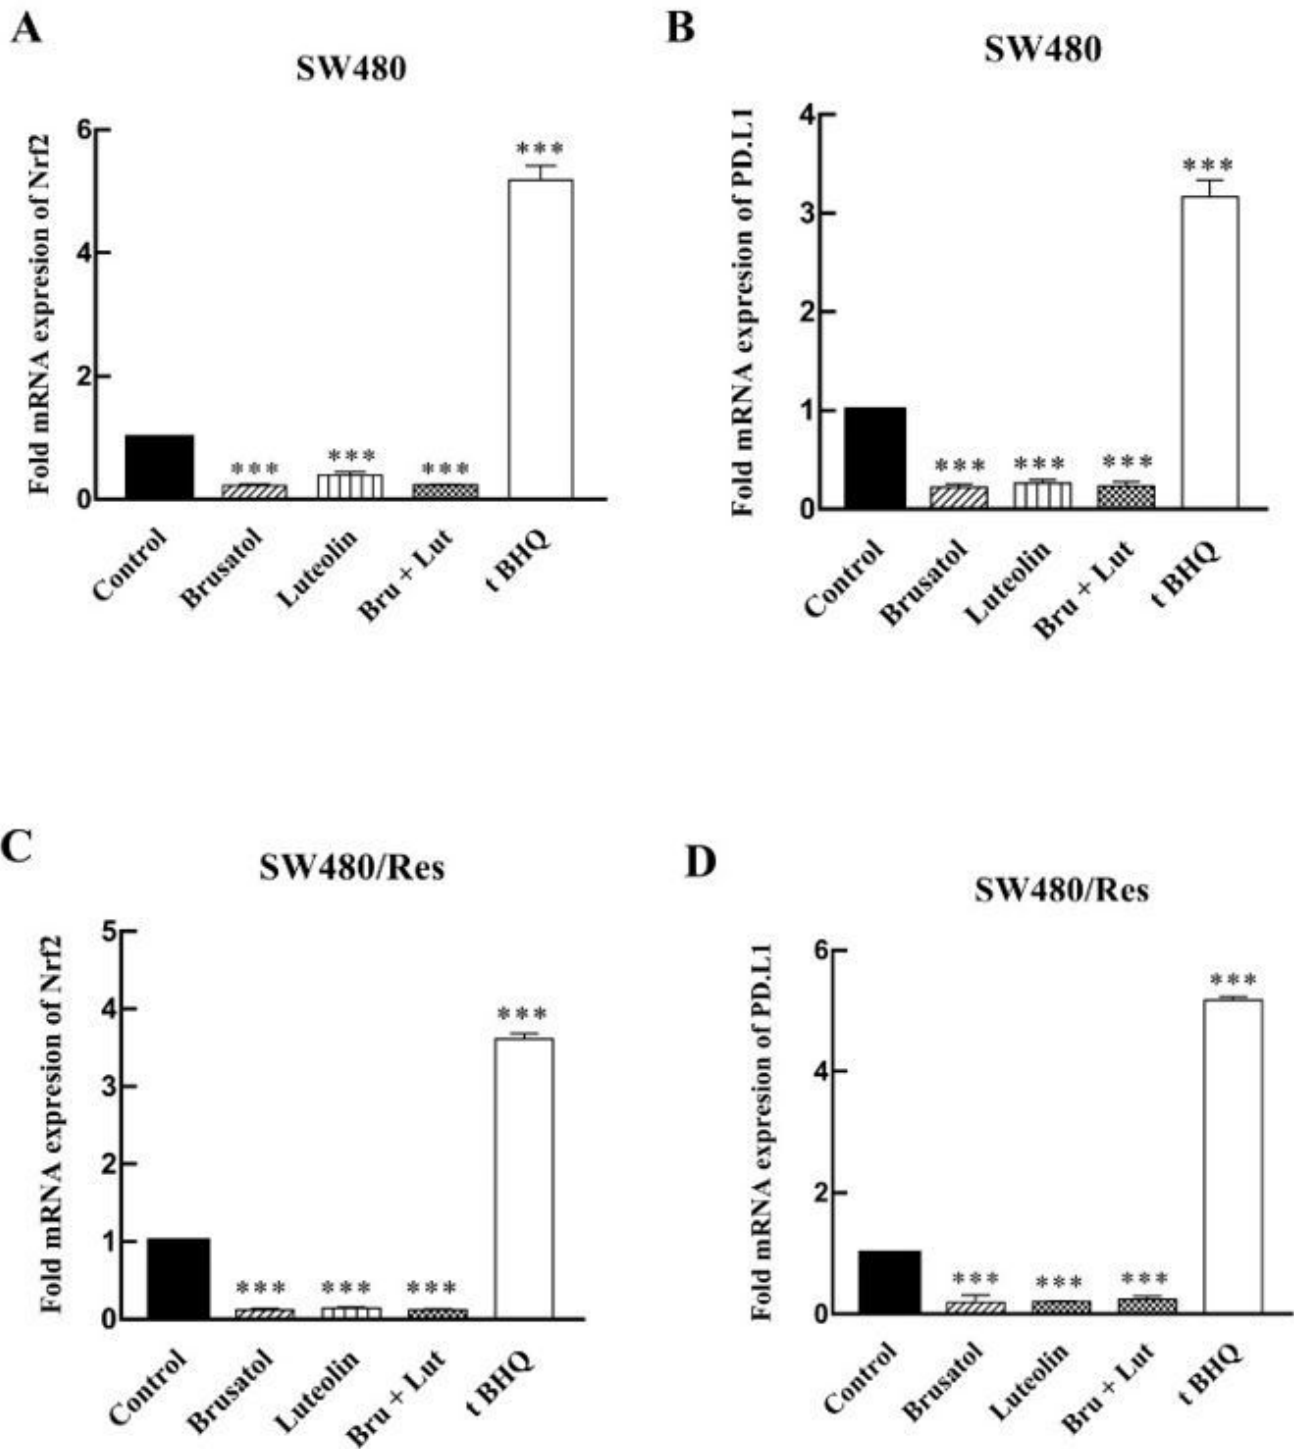 A
SW480
Fold mRNA expresion of Nrf2
6
4
2
0
***
***
***
***
Control
Brusatol
Luteolin
Bru + Lut
t BHQ
B
SW480
Fold mRNA expresion of PD.L1
4
3
2
1
0
***
***
***
***
Control
Brusatol
Luteolin
Bru + Lut
t BHQ
C
SW480/Res
Fold mRNA expresion of Nrf2
5
4
3
2
1
0
***
***
***
***
Control
Brusatol
Luteolin
Bru + Lut
t BHQ
D
SW480/Res
Fold mRNA expresion of PD.L1
6
4
2
0
***
***
***
***
Control
Brusatol
Luteolin
Bru + Lut
t BHQ